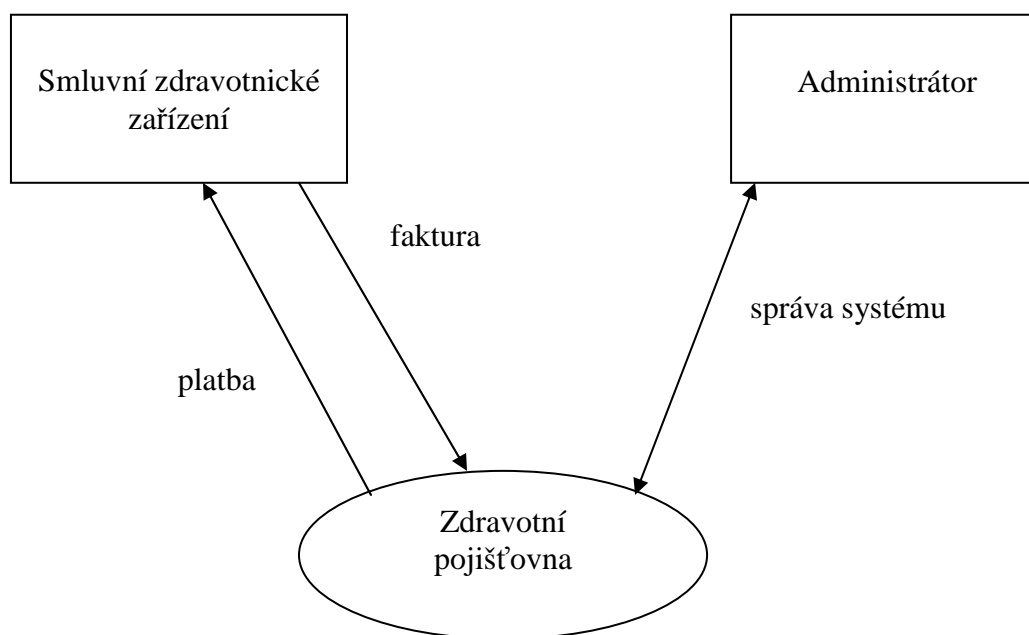 Smluvní zdravotnické
zařízení
Administrátor
faktura
správa systému
platba
Zdravotní
pojišťovna